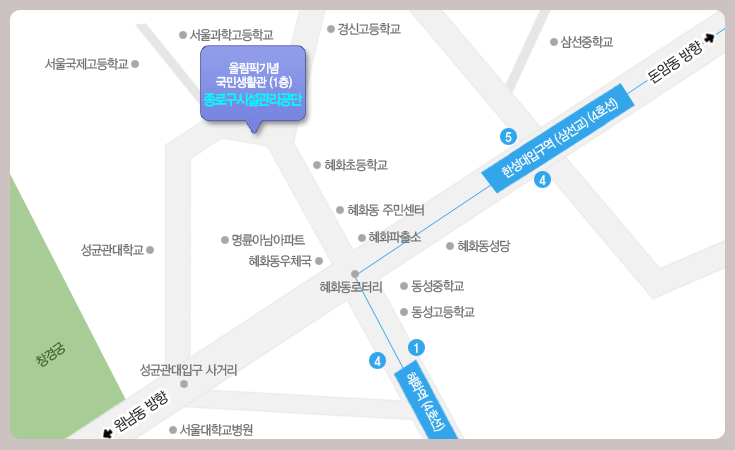 서울과학고등학교
경신고등학교
삼선중학교
서울국제고등학교
돈암동 방향
올림픽기념
국민생활관 (1층)
종로구시설관리공단
한성대입구역 (삼선교) (4호선)
5
4
혜화초등학교
혜화동 주민센터
명륜아남아파트
혜화파출소
성균관대학교
혜화동우체국
혜화동성당
혜화동로터리
동성중학교
동성고등학교
창경궁
1
4
성균관대입구 사거리
혜화역 (4호선)
원남동 방향
서울대학교병원